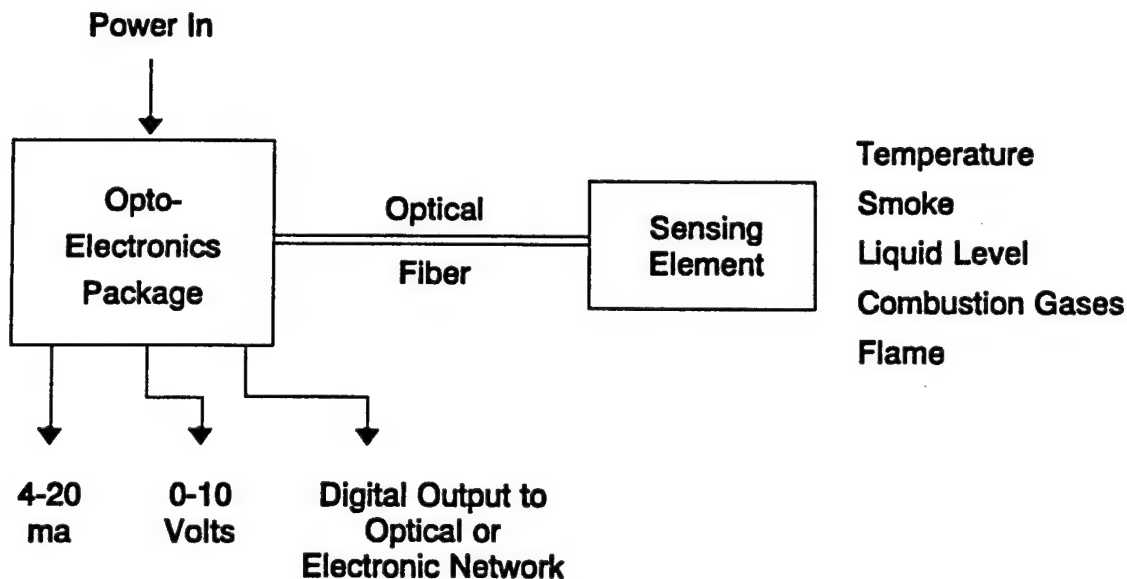 Power In
Opto-
Electronics
Package
Optical
Fiber
Sensing
Element
Temperature
Smoke
Liquid Level
Combustion Gases
Flame
4-20
ma
0-10
Volts
Digital Output to
Optical or
Electronic Network